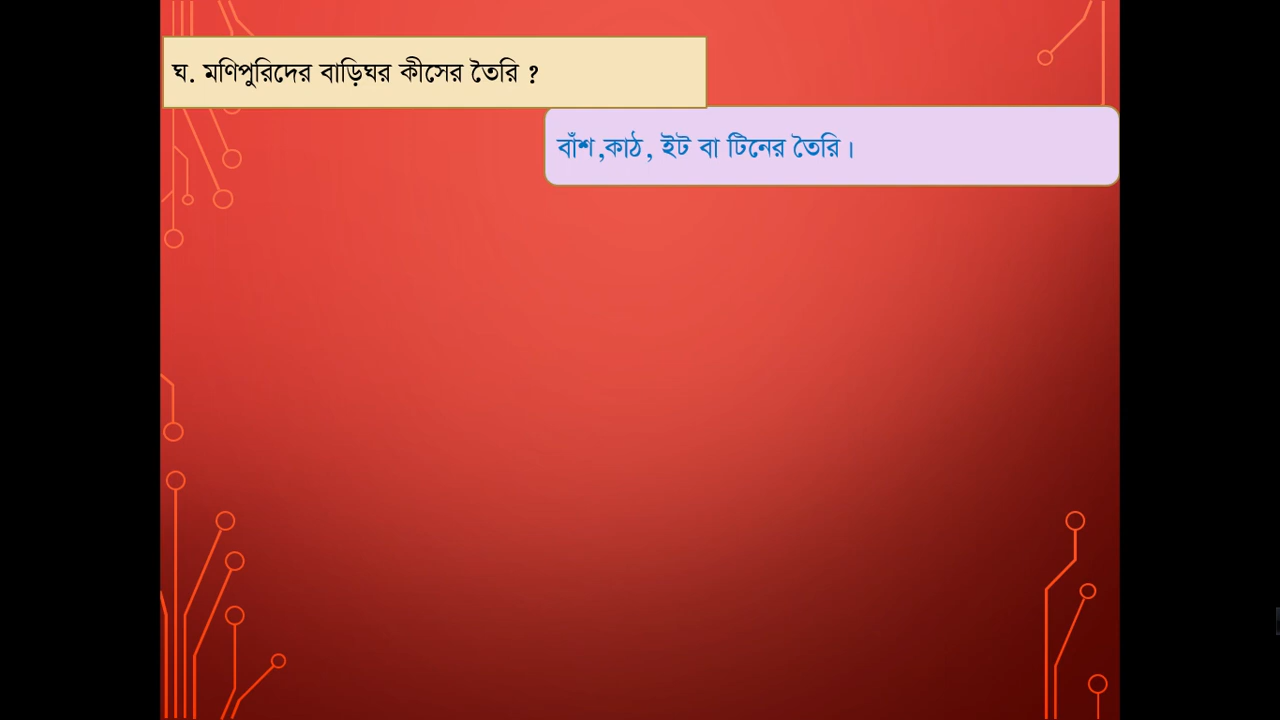 ঘ. মণিপুরিদের বাড়িঘর কীসের তৈরি ?
বাঁশ ,কাঠ , ইট বা টিনের তৈরি।